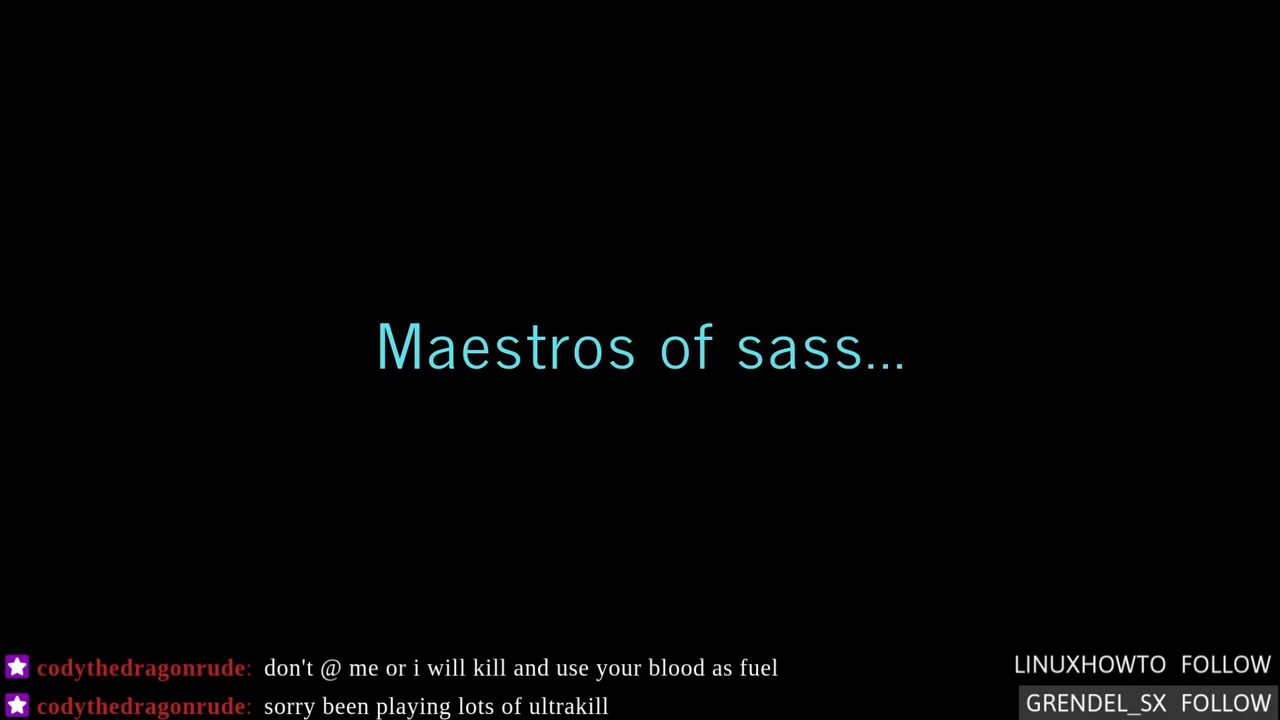 Maestros of sass...
codythedragonrude: don't @ me or i will kill and use your blood as fuel
LINUXHOWTO FOLLOW
codythedragonrude: sorry been playing lots of ultrakill
GRENDEL_SX FOLLOW